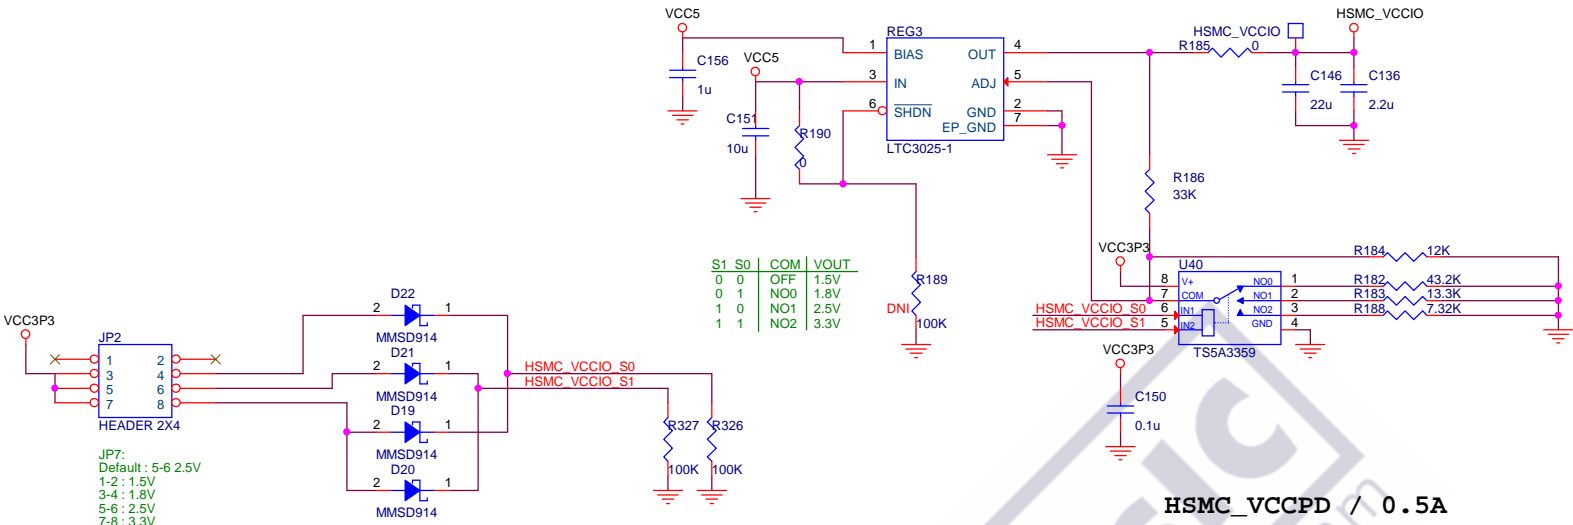 VCC5
HSMC_VCCIO
REG3
HSMC_VCCIO
1 BIAS OUT 4
R185 0
C156
1u
VCC5
3 IN ADJ 5
C146
22u
C136
2.2u
6 SHDN GND 2
EP_GND 7
C151
10u
R190
0
LTC3025-1
R186
33K
VCC3P3
R184 12K
U40
S1 S0 COM VOUT
0 0 OFF 1.5V
0 1 NO0 1.8V
1 0 NO1 2.5V
1 1 NO2 3.3V
R189
DNI
100K
8 V+ NO0 1 R182 43.2K
7 COM NO1 2 R183 13.3K
HSMC_VCCIO_S0 6 IN1 NO2 3 R188 7.32K
HSMC_VCCIO_S1 5 IN2 GND 4
TS5A3359
VCC3P3
C150
0.1u
VCC3P3
JP2
1 2
3 4
5 6
7 8
HEADER 2X4
D22
2 1
MMSD914
D21
2 1
MMSD914
D19
2 1
MMSD914
D20
2 1
MMSD914
HSMC_VCCIO_S0
HSMC_VCCIO_S1
R327 R326
100K 100K
JP7:
Default : 5-6 2.5V
1-2 : 1.5V
3-4 : 1.8V
5-6 : 2.5V
7-8 : 3.3V
HSMC_VCCPD / 0.5A